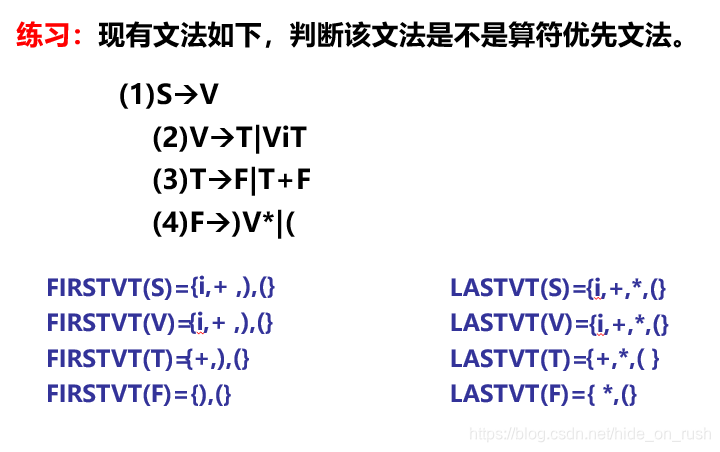 练习：现有文法如下，判断该文法是不是算符优先文法。
(1)S→V
(2)V→T|ViT
(3)T→F|T+F
(4)F→)V*|(
FIRSTVT(S)={i,+ ,),(}
LASTVT(S)={i,+,*,(}
FIRSTVT(V)={i,+ ,),(}
LASTVT(V)={i,+,*,(}
FIRSTVT(T)={+,),(}
LASTVT(T)={+,*,( }
FIRSTVT(F)={),(}
LASTVT(F)={ *,(}
https://blog.csdn.net/hide_on_rush